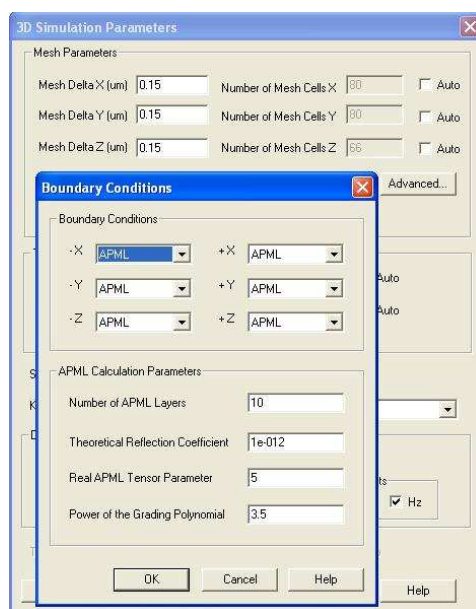 3D Simulation Parameters
Mesh Parameters
Mesh Delta X (um) 0.15 Number of Mesh Cells X 80 Auto
Mesh Delta Y (um) 0.15 Number of Mesh Cells Y 80 Auto
Mesh Delta Z (um) 0.15 Number of Mesh Cells Z 66 Auto
Advanced...
Boundary Conditions
Boundary Conditions
-X APML +X APML
-Y APML +Y APML
-Z APML +Z APML
Auto
Auto
APML Calculation Parameters
Number of APML Layers 10
Theoretical Reflection Coefficient 1e-012
Real APML Tensor Parameter 5
Power of the Grading Polynomial 3.5
Hz
OK Cancel Help
Help